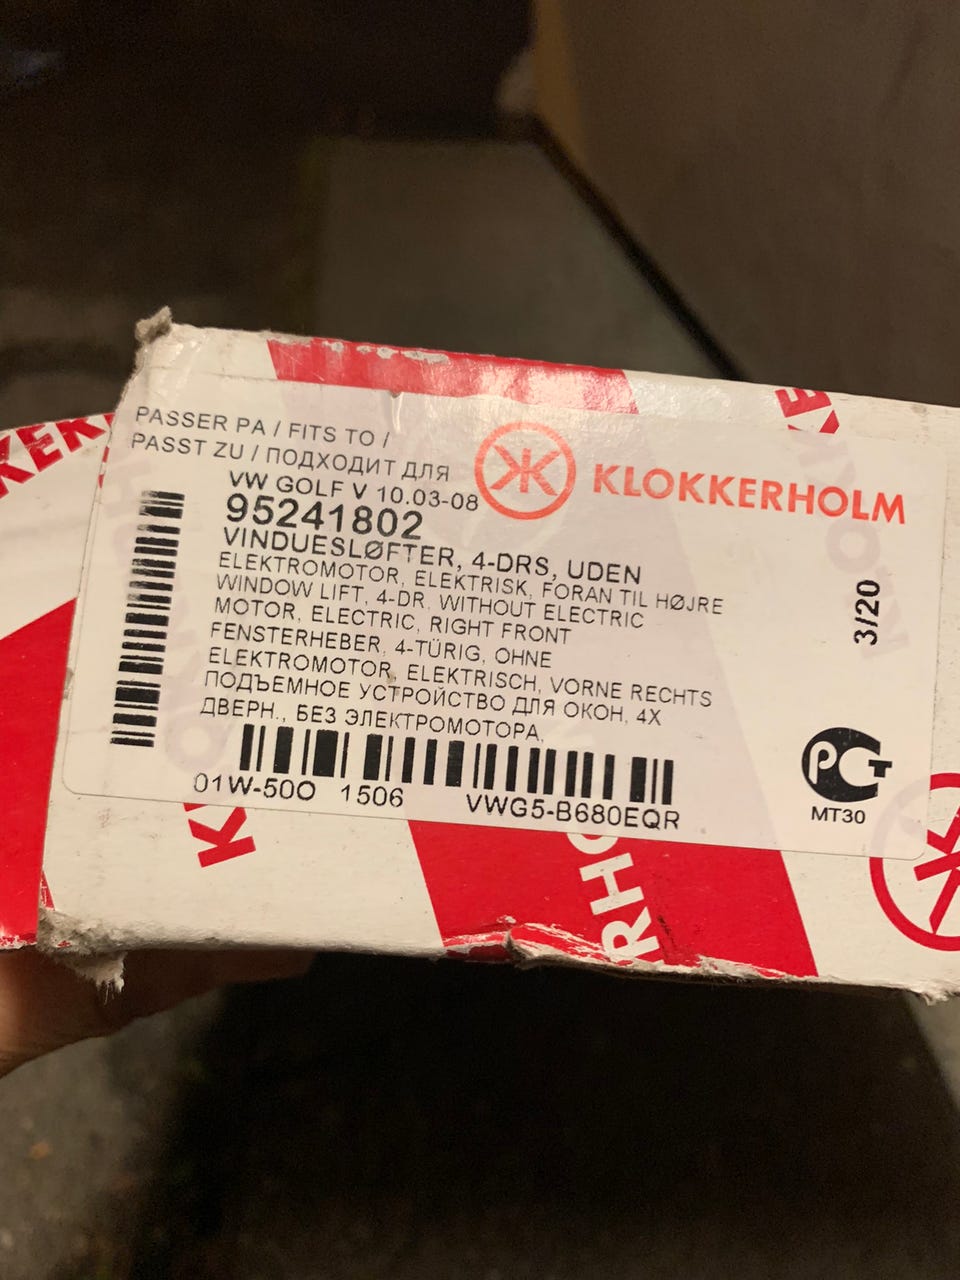 PASSER PA / FITS TO /
PASST ZU / ПОДХОДИТ ДЛЯ
VW GOLF V 10.03-08
95241802
KLOKKERHOLM
VINDUESLØFTER, 4-DRS, UDEN
ELEKTROMOTOR, ELEKTRISK, FORAN TIL HØJRE
WINDOW LIFT, 4-DR, WITHOUT ELECTRIC
MOTOR, ELECTRIC, RIGHT FRONT
FENSTERHEBER, 4-TÜRIG, OHNE
ELEKTROMOTOR, ELEKTRISCH, VORNE RECHTS
ПОДЪЕМНОЕ УСТРОЙСТВО ДЛЯ ОКОН, 4X
ДВЕРН., БЕЗ ЭЛЕКТРОМОТОРА,
3/20
01W-50O 1506 VWG5-B680EQR
РСТ
MT30